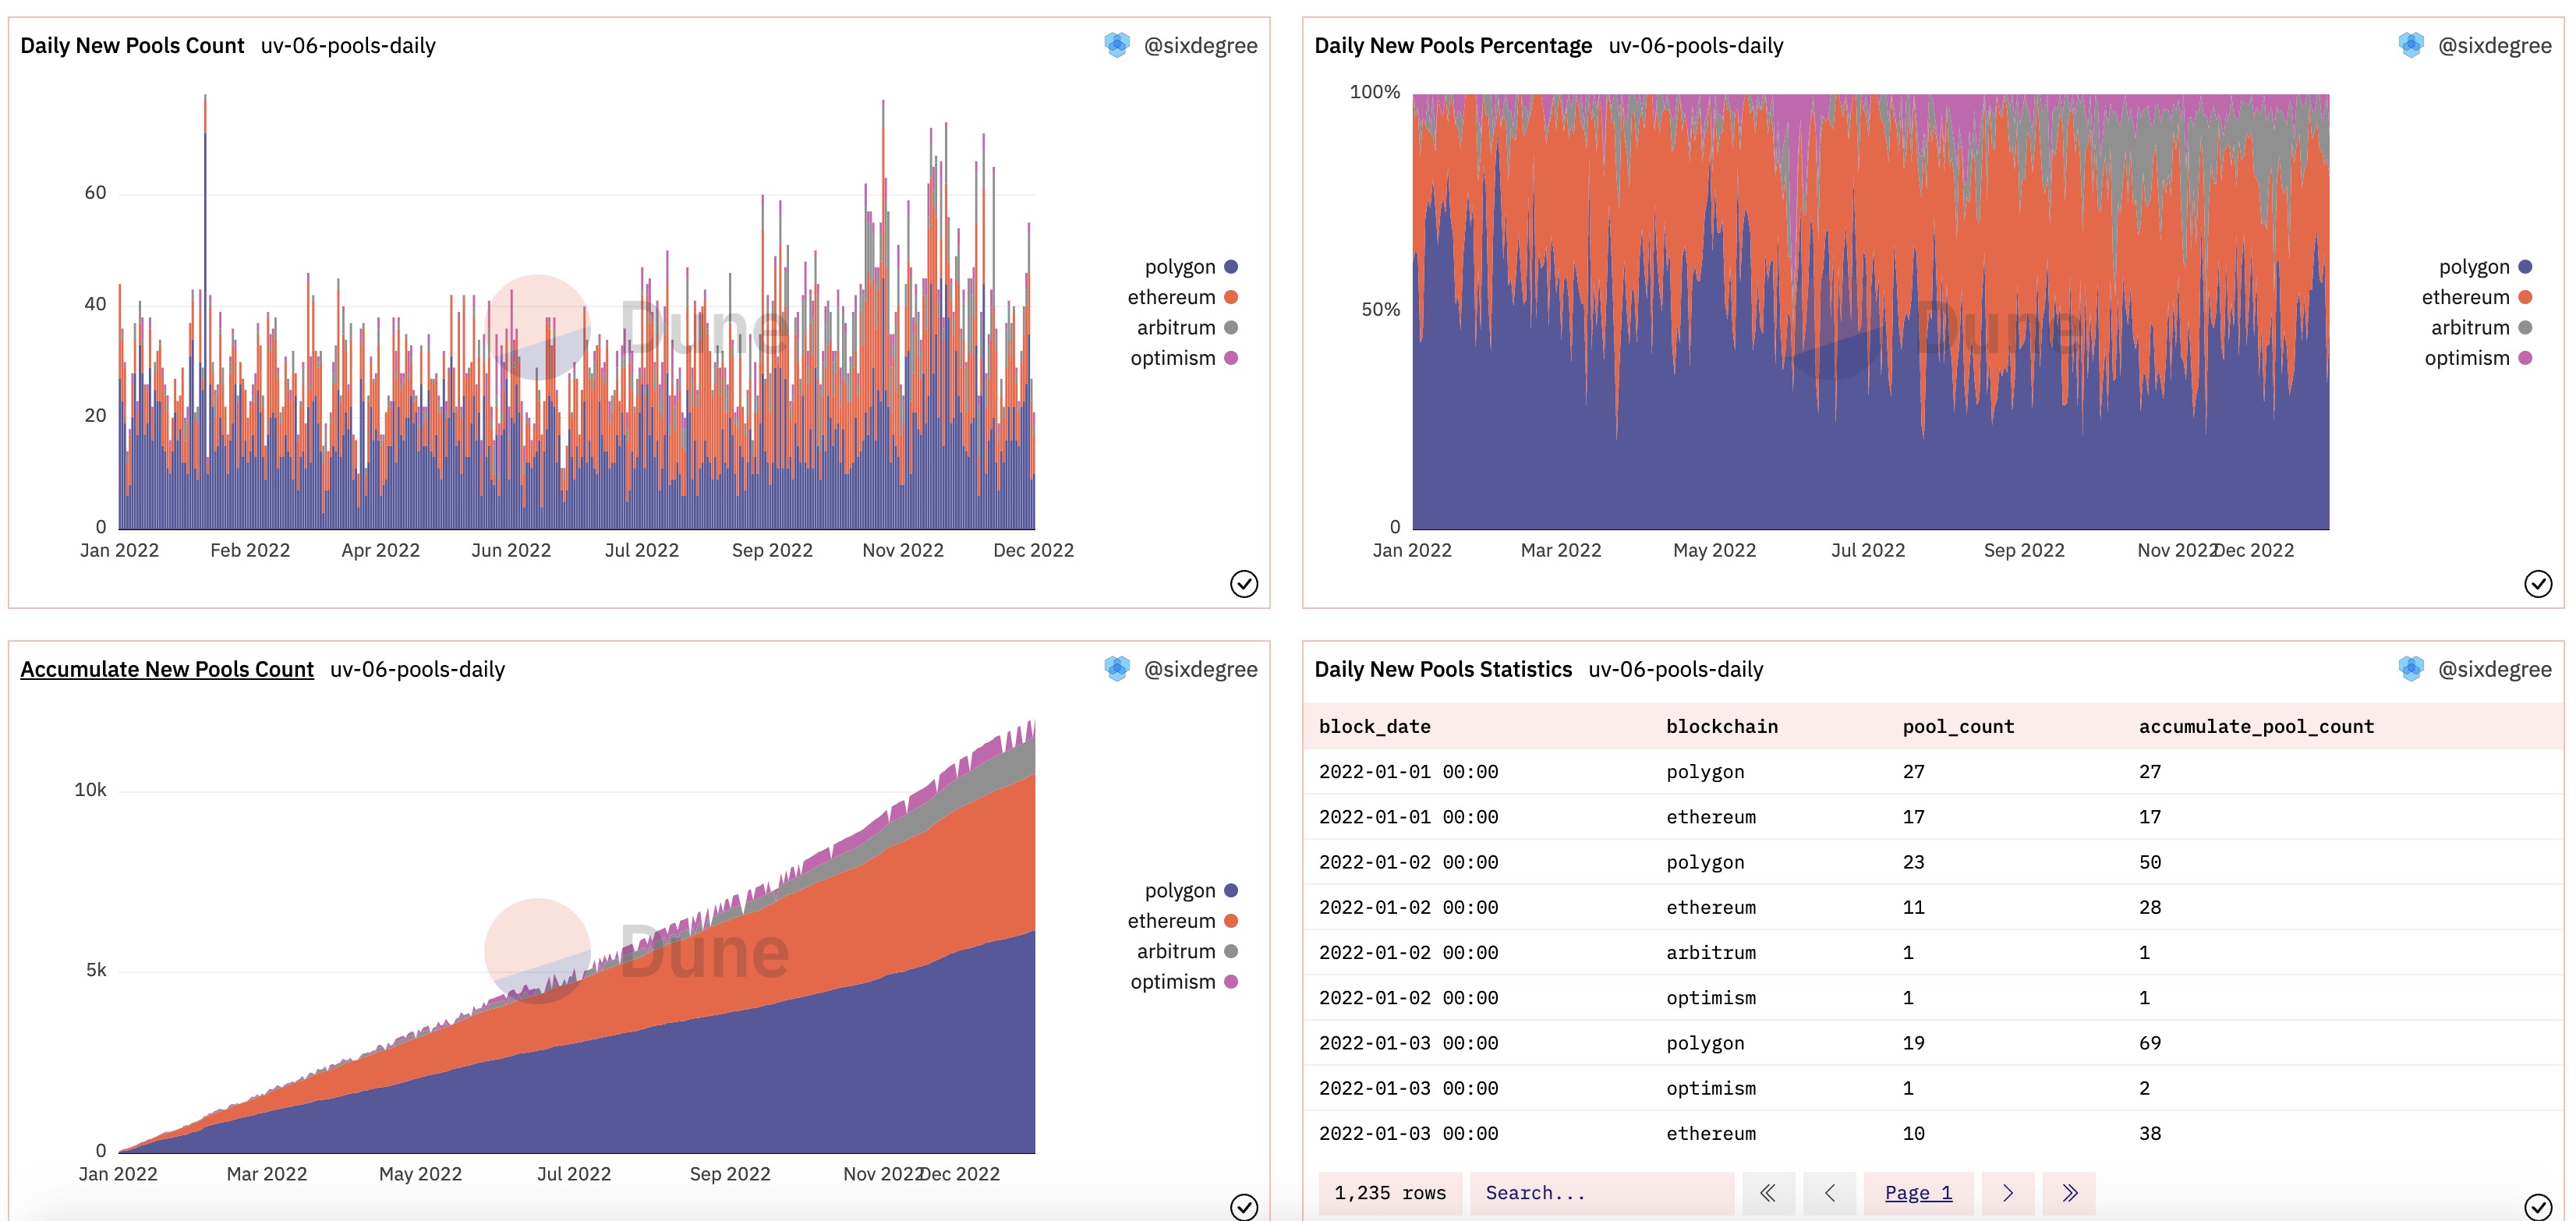 Daily New Pools Count uv-06-pools-daily @sixdegree
60
40
20
0
Jan 2022 Feb 2022 Apr 2022 Jun 2022 Jul 2022 Sep 2022 Nov 2022 Dec 2022
polygon
ethereum
arbitrum
optimism
Dune
Daily New Pools Percentage uv-06-pools-daily @sixdegree
100%
50%
0
Jan 2022 Mar 2022 May 2022 Jul 2022 Sep 2022 Nov 2022 Dec 2022
polygon
ethereum
arbitrum
optimism
Dune
Accumulate New Pools Count uv-06-pools-daily @sixdegree
10k
5k
0
Jan 2022 Mar 2022 May 2022 Jul 2022 Sep 2022 Nov 2022 Dec 2022
polygon
ethereum
arbitrum
optimism
Dune
Daily New Pools Statistics uv-06-pools-daily @sixdegree
block_date blockchain pool_count accumulate_pool_count
2022-01-01 00:00 polygon 27 27
2022-01-01 00:00 ethereum 17 17
2022-01-02 00:00 polygon 23 50
2022-01-02 00:00 ethereum 11 28
2022-01-02 00:00 arbitrum 1 1
2022-01-02 00:00 optimism 1 1
2022-01-03 00:00 polygon 19 69
2022-01-03 00:00 optimism 1 2
2022-01-03 00:00 ethereum 10 38
1,235 rows Search... Page 1